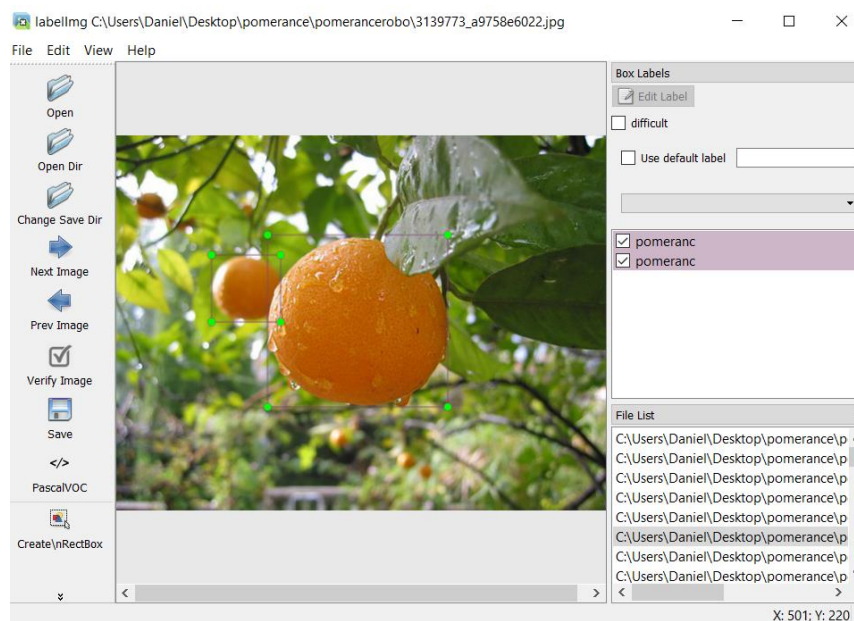 labelImg C:\Users\Daniel\Desktop\pomerance\pomerancerobo\3139773_a9758e6022.jpg
File Edit View Help
Open
Open Dir
Change Save Dir
Next Image
Prev Image
Verify Image
Save
</>
PascalVOC
Create\nRectBox
Box Labels
Edit Label
difficult
Use default label
pomeranc
pomeranc
File List
C:\Users\Daniel\Desktop\pomerance\p
C:\Users\Daniel\Desktop\pomerance\p
C:\Users\Daniel\Desktop\pomerance\p
C:\Users\Daniel\Desktop\pomerance\p
C:\Users\Daniel\Desktop\pomerance\p
C:\Users\Daniel\Desktop\pomerance\p
C:\Users\Daniel\Desktop\pomerance\p
C:\Users\Daniel\Desktop\pomerance\p
X: 501; Y: 220